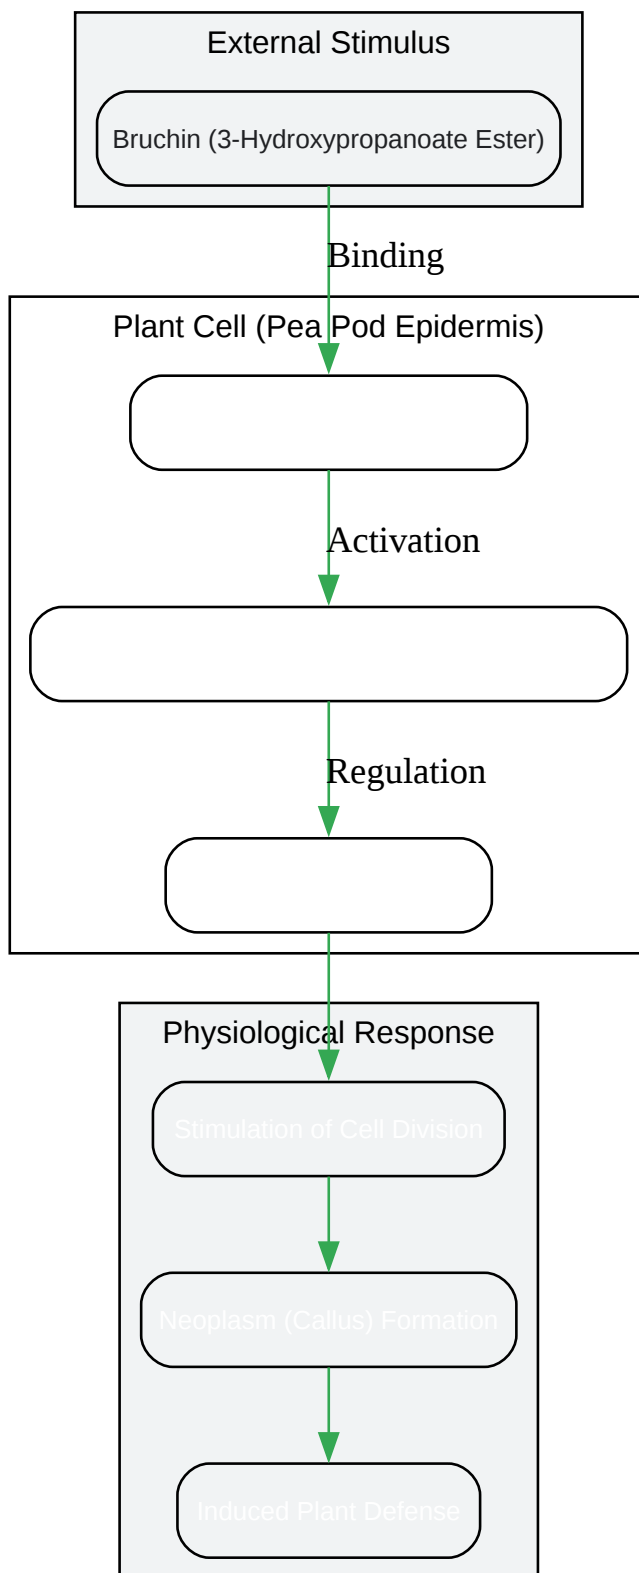 External Stimulus
Bruchin (3-Hydroxypropanoate Ester)
Binding
Plant Cell (Pea Pod Epidermis)
Activation
Regulation
Physiological Response
Stimulation of Cell Division
Neoplasm (Callus) Formation
Induced Plant Defense